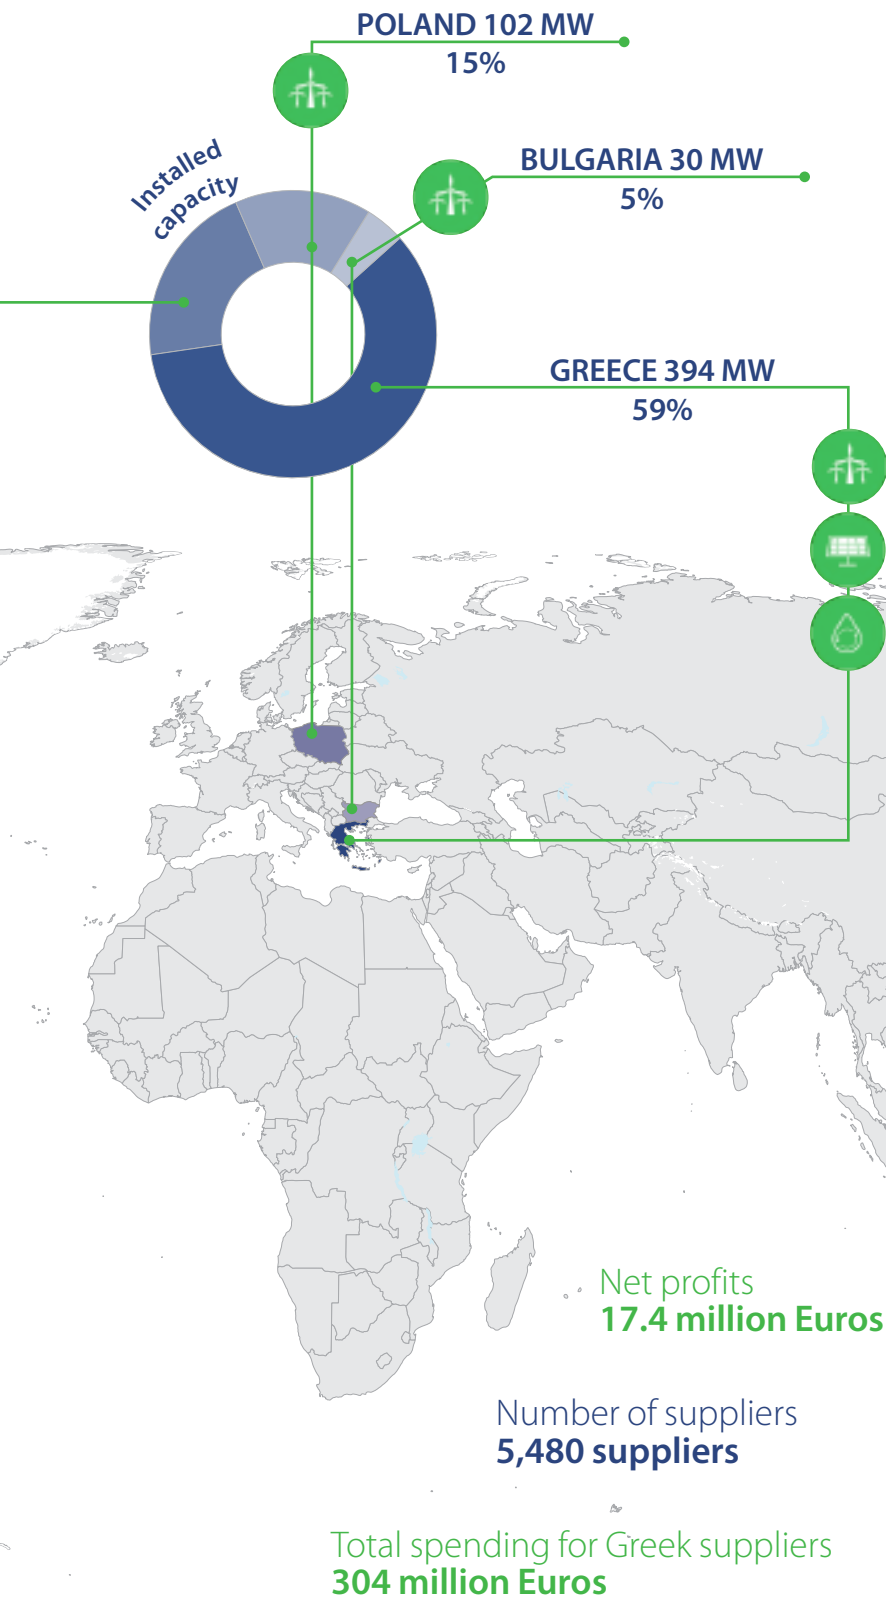 POLAND 102 MW
15%
Installed
capacity
BULGARIA 30 MW
5%
GREECE 394 MW
59%
Net profits
17.4 million Euros
Number of suppliers
5,480 suppliers
Total spending for Greek suppliers
304 million Euros